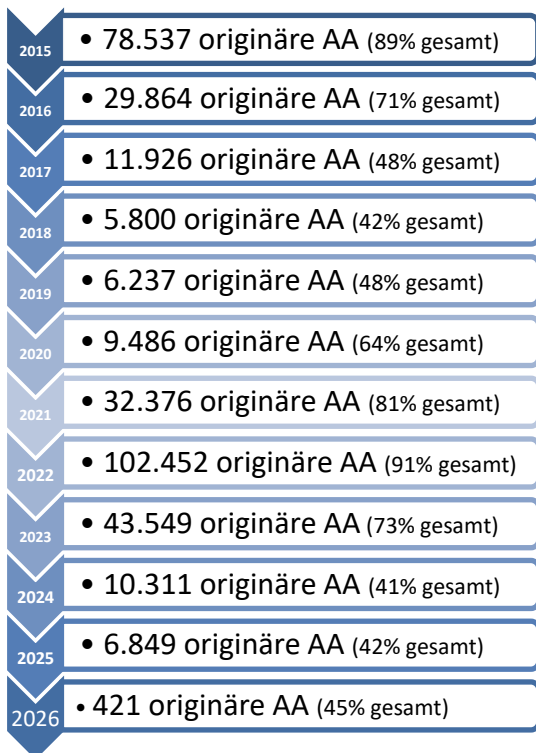 2015 • 78.537 originäre AA (89% gesamt)
2016 • 29.864 originäre AA (71% gesamt)
2017 • 11.926 originäre AA (48% gesamt)
2018 • 5.800 originäre AA (42% gesamt)
2019 • 6.237 originäre AA (48% gesamt)
2020 • 9.486 originäre AA (64% gesamt)
2021 • 32.376 originäre AA (81% gesamt)
2022 • 102.452 originäre AA (91% gesamt)
2023 • 43.549 originäre AA (73% gesamt)
2024 • 10.311 originäre AA (41% gesamt)
2025 • 6.849 originäre AA (42% gesamt)
2026 • 421 originäre AA (45% gesamt)